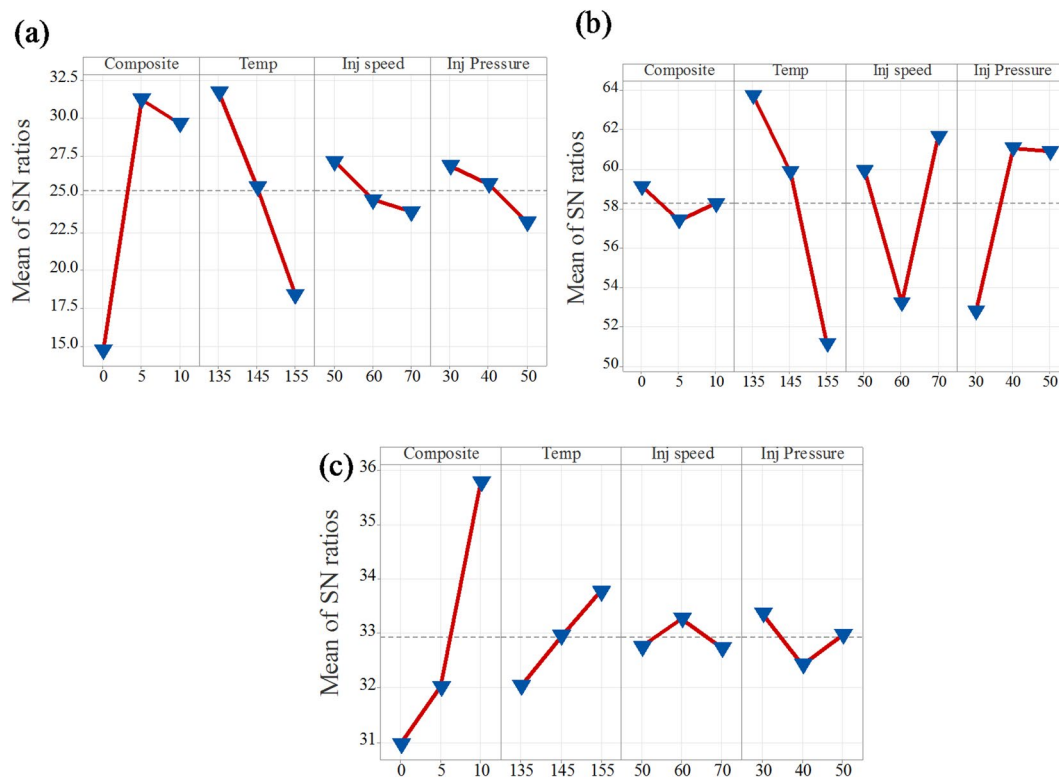 (a)
Composite Temp Inj speed Inj Pressure
Mean of SN ratios
32.5
30.0
27.5
25.0
22.5
20.0
17.5
15.0
0 5 10 135 145 155 50 60 70 30 40 50
(b)
Composite Temp Inj speed Inj Pressure
Mean of SN ratios
64
62
60
58
56
54
52
50
0 5 10 135 145 155 50 60 70 30 40 50
(c)
Composite Temp Inj speed Inj Pressure
Mean of SN ratios
36
35
34
33
32
31
0 5 10 135 145 155 50 60 70 30 40 50